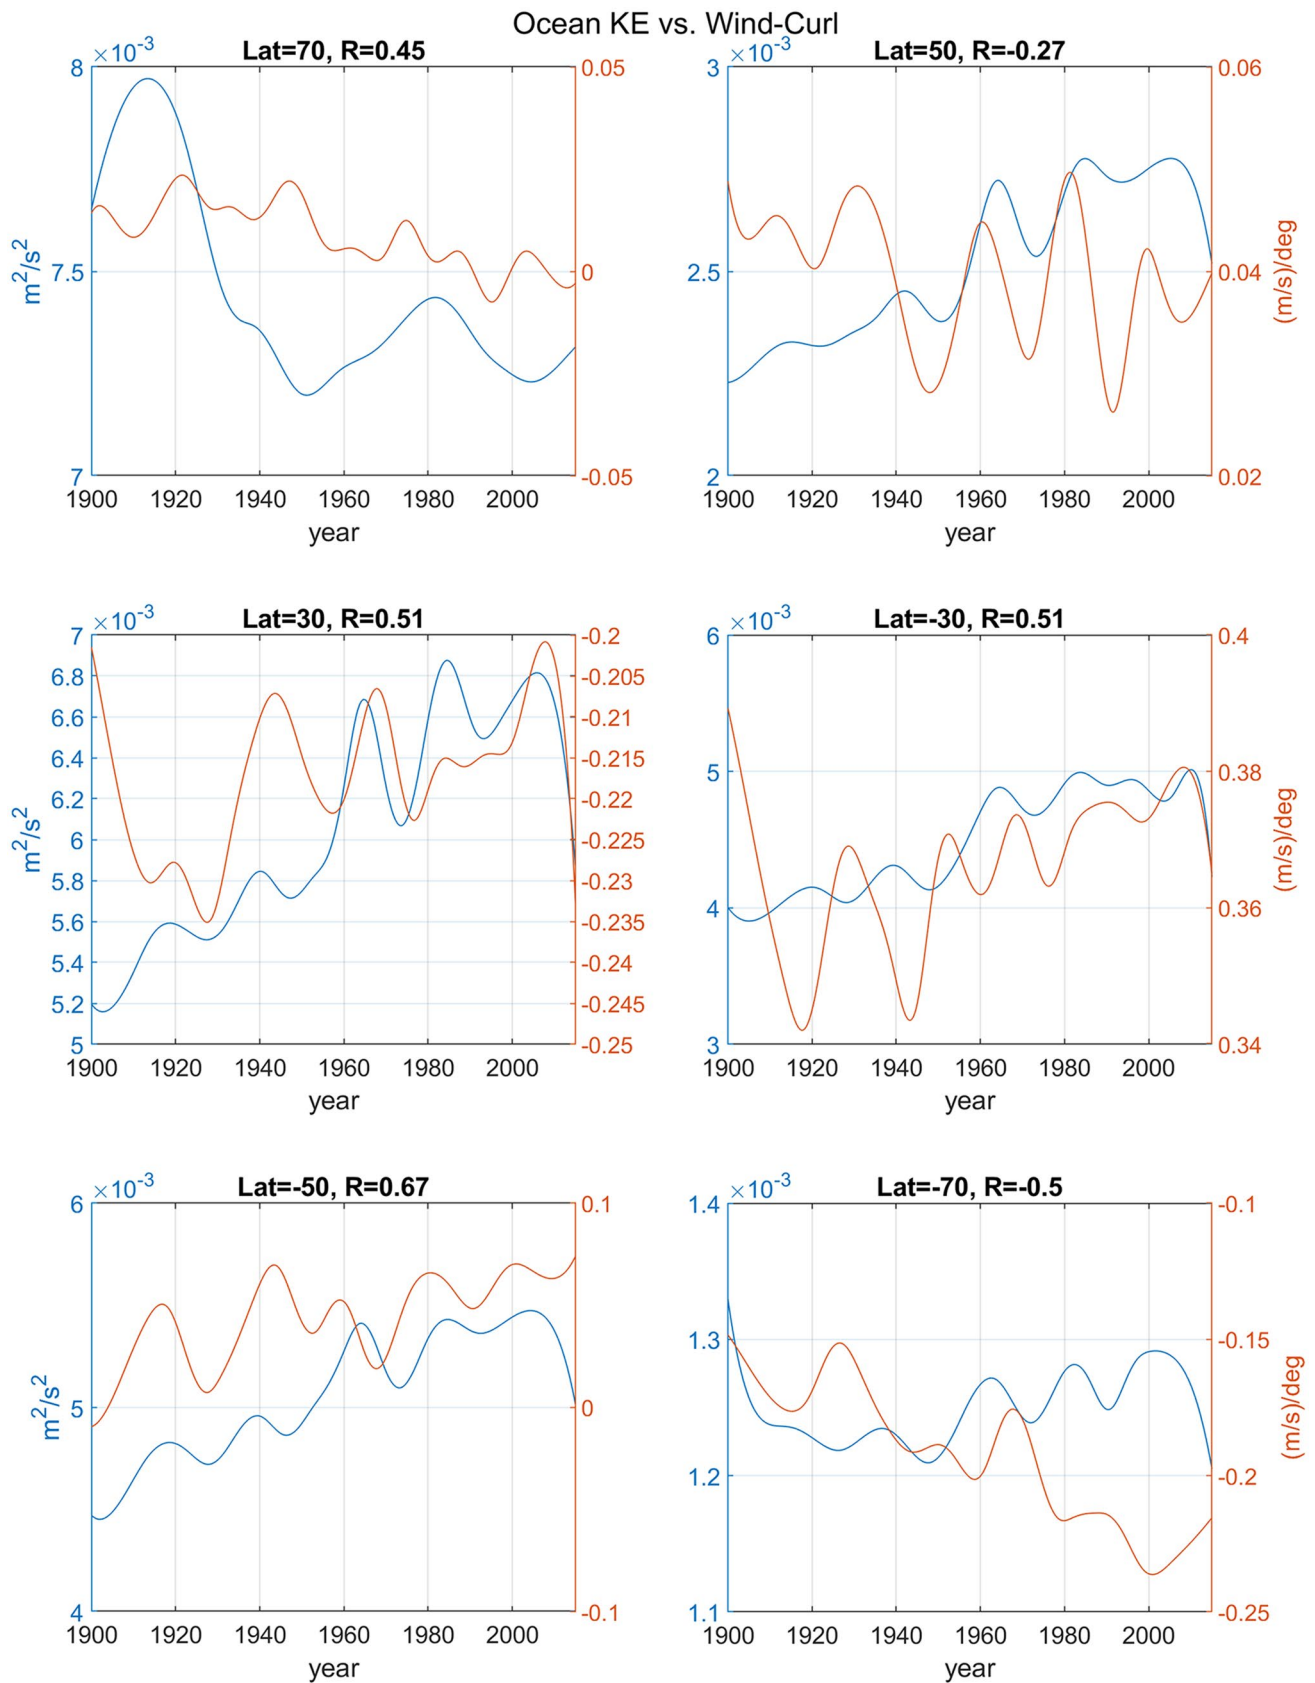 Ocean KE vs. Wind-Curl
Lat=70, R=0.45
×10-3
8
7.5
7
0.05
0
-0.05
m2/s2
1900 1920 1940 1960 1980 2000
year
Lat=50, R=-0.27
×10-3
3
2.5
2
0.06
0.04
0.02
(m/s)/deg
1900 1920 1940 1960 1980 2000
year
Lat=30, R=0.51
×10-3
7
6.8
6.6
6.4
6.2
6
5.8
5.6
5.4
5.2
5
-0.2
-0.205
-0.21
-0.215
-0.22
-0.225
-0.23
-0.235
-0.24
-0.245
-0.25
m2/s2
1900 1920 1940 1960 1980 2000
year
Lat=-30, R=0.51
×10-3
6
5
4
3
0.4
0.38
0.36
0.34
(m/s)/deg
1900 1920 1940 1960 1980 2000
year
Lat=-50, R=0.67
×10-3
6
5
4
0.1
0
-0.1
m2/s2
1900 1920 1940 1960 1980 2000
year
Lat=-70, R=-0.5
×10-3
1.4
1.3
1.2
1.1
-0.1
-0.15
-0.2
-0.25
(m/s)/deg
1900 1920 1940 1960 1980 2000
year